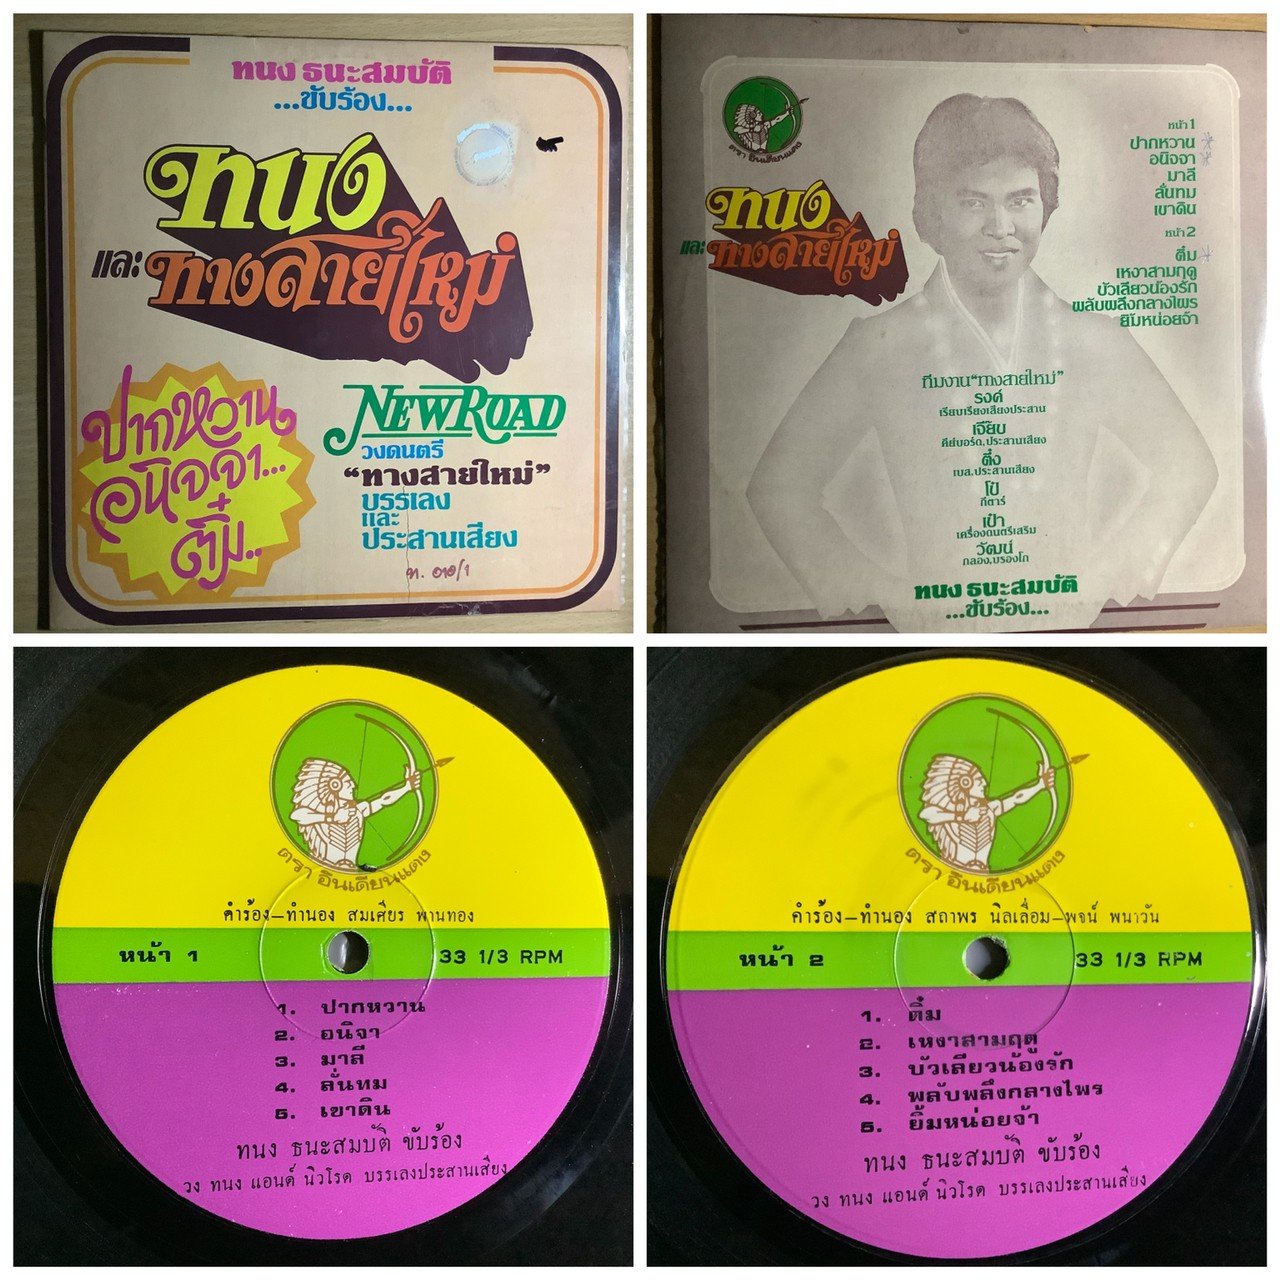 ทนง ธนะสมบัติ
...ขับร้อง...
ทนง
และ ทางสายใหม่
ปากหวาน
อนิจจา...
ติ๋ม..
NEW ROAD
วงดนตรี
“ทางสายใหม่”
บรรเลง
และ
ประสานเสียง
ท. ๐๑๐/1
ตรา อินเดียนแดง
ทนง
และ ทางสายใหม่
หน้า 1
ปากหวาน
อนิจจา
มาลี
ลั่นทม
เขาดิน
หน้า 2
ติ๋ม
เหงาสามฤดู
บัวเลียวน้องรัก
พลับพลึงกลางไพร
ยิ้มหน่อยจ้า
ทีมงาน“ทางสายใหม่”
รงค์
เรียบเรียงเสียงประสาน
เจี๊ยบ
คีย์บอร์ด,ประสานเสียง
ตึ๋ง
เบส,ประสานเสียง
โป้
กีตาร์
เป๋า
เครื่องดนตรีเสริม
วัฒน์
กลอง,บองโก
ทนง ธนะสมบัติ
...ขับร้อง...
ตรา อินเดียนแดง
คำร้อง-ทำนอง สมเศียร พานทอง
หน้า 1 33 1/3 RPM
1. ปากหวาน
2. อนิจา
3. มาลี
4. ลั่นทม
5. เขาดิน
ทนง ธนะสมบัติ ขับร้อง
วง ทนง แอนด์ นิวโรด บรรเลงประสานเสียง
ตรา อินเดียนแดง
คำร้อง-ทำนอง สถาพร นิลเลื่อม-พจน์ พนาวัน
หน้า 2 33 1/3 RPM
1. ติ๋ม
2. เหงาสามฤดู
3. บัวเลียวน้องรัก
4. พลับพลึงกลางไพร
5. ยิ้มหน่อยจ้า
ทนง ธนะสมบัติ ขับร้อง
วง ทนง แอนด์ นิวโรด บรรเลงประสานเสียง